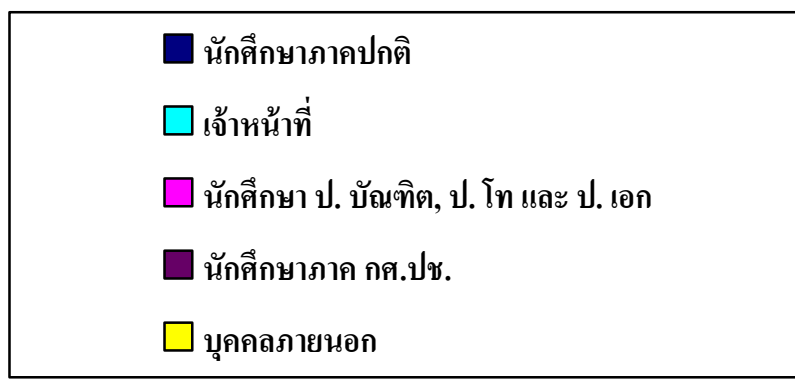 นักศึกษาภาคปกติ
เจ้าหน้าที่
นักศึกษา ป. บัณฑิต, ป. โท และ ป. เอก
นักศึกษาภาค กศ.ปช.
บุคคลภายนอก